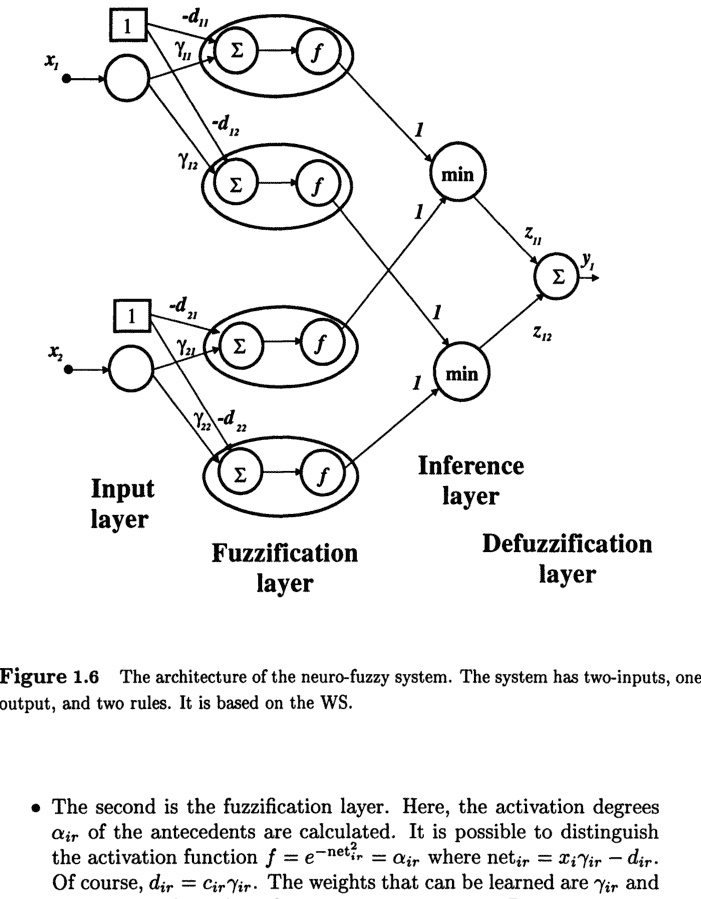 1
-d₁₁
γ₁₁
Σ
f
x₁
-d₁₂
γ₁₂
Σ
f
1
min
1
z₁₁
y₁
Σ
1
-d₂₁
γ₂₁
Σ
f
x₂
1
z₁₂
min
1
γ₂₂ -d₂₂
Σ
f
Input
layer
Fuzzification
layer
Inference
layer
Defuzzification
layer
Figure 1.6 The architecture of the neuro-fuzzy system. The system has two-inputs, one
output, and two rules. It is based on the WS.
• The second is the fuzzification layer. Here, the activation degrees
αᵢᵣ of the antecedents are calculated. It is possible to distinguish
the activation function f = e^{-net²ᵢᵣ} = αᵢᵣ where netᵢᵣ = xᵢγᵢᵣ − dᵢᵣ.
Of course, dᵢᵣ = cᵢᵣγᵢᵣ. The weights that can be learned are γᵢᵣ and